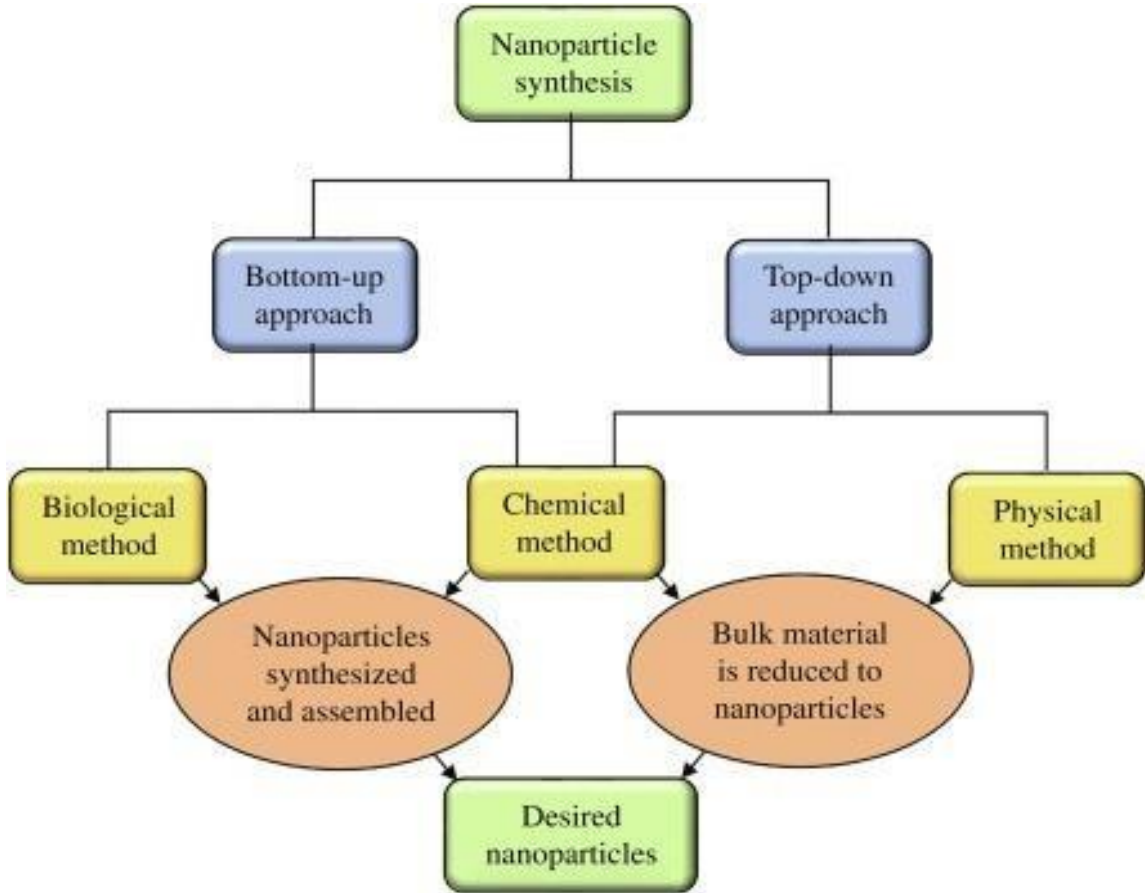 Nanoparticle
synthesis
Bottom-up
approach
Top-down
approach
Biological
method
Chemical
method
Physical
method
Nanoparticles
synthesized
and assembled
Bulk material
is reduced to
nanoparticles
Desired
nanoparticles